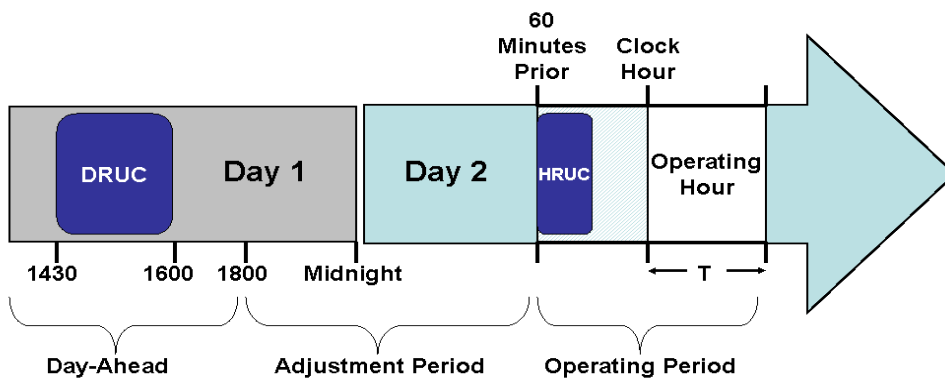 60
Minutes
Prior
Clock
Hour
DRUC
Day 1
Day 2
HRUC
Operating
Hour
1430
1600
1800
Midnight
T
Day-Ahead
Adjustment Period
Operating Period